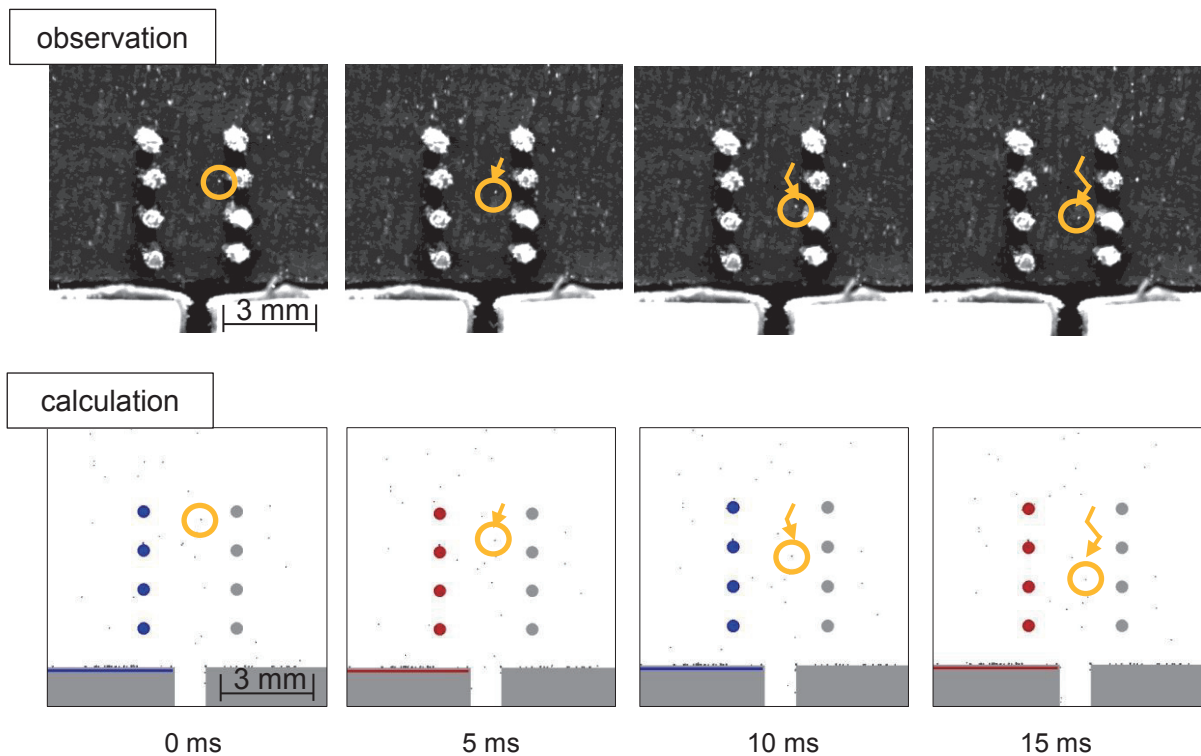 observation
3 mm
calculation
3 mm
0 ms
5 ms
10 ms
15 ms